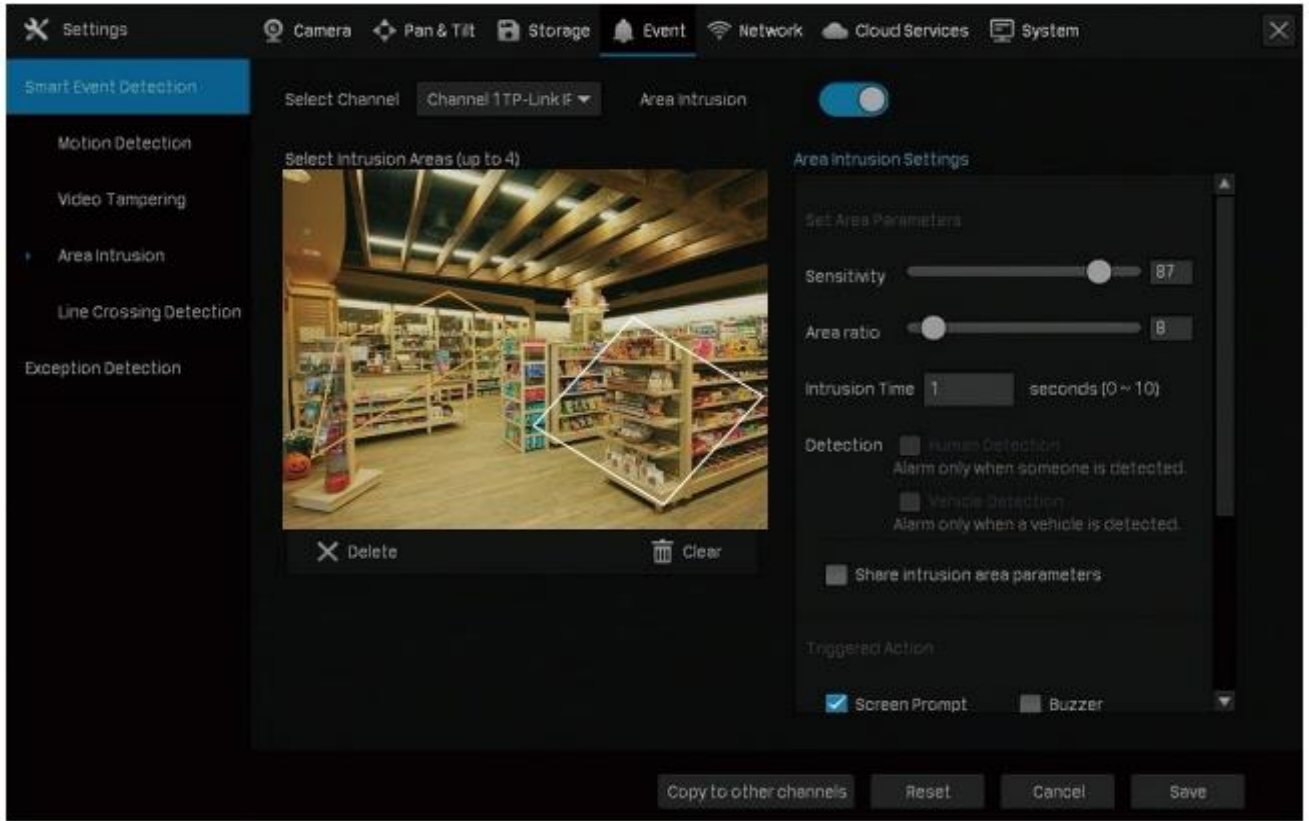 Settings Camera Pan & Tilt Storage Event Network Cloud Services System
Smart Event Detection
Select Channel Channel 1 TP-Link IF Area Intrusion
Motion Detection
Select Intrusion Areas (up to 4) Area Intrusion Settings
Video Tampering
Set Area Parameters
Area Intrusion
Sensitivity 87
Line Crossing Detection
Area ratio 8
Exception Detection
Intrusion Time 1 seconds (0 ~ 10)
Detection Human Detection
Alarm only when someone is detected.
Vehicle Detection
Alarm only when a vehicle is detected.
Delete Clear
Share intrusion area parameters
Triggered Action
Screen Prompt Buzzer
Copy to other channels Reset Cancel Save